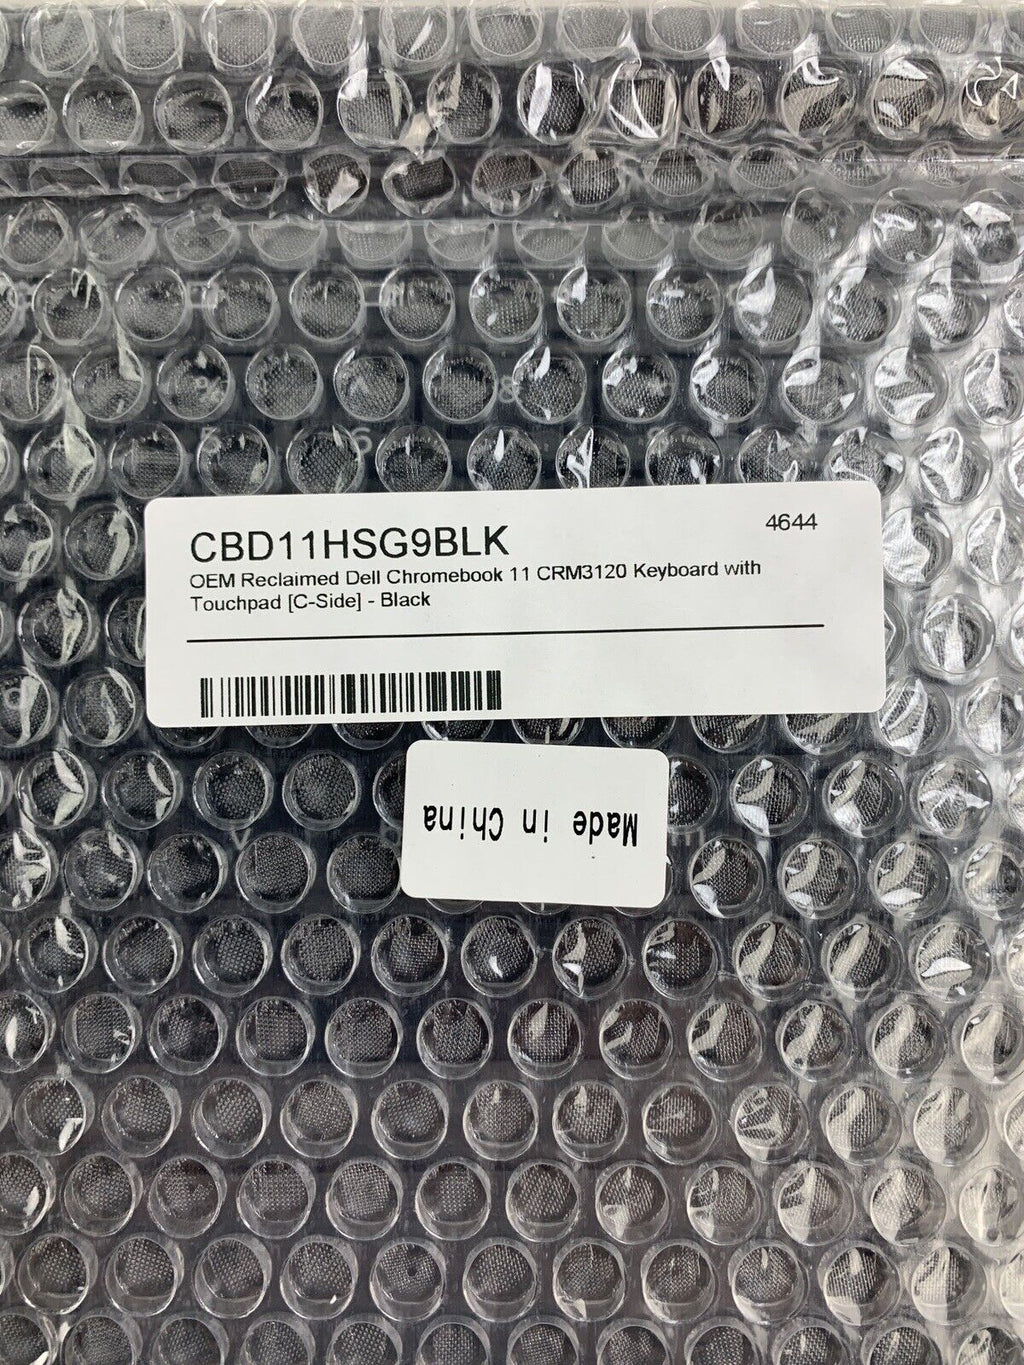 CBD11HSG9BLK
4644
OEM Reclaimed Dell Chromebook 11 CRM3120 Keyboard with
Touchpad [C-Side] - Black
Made in China